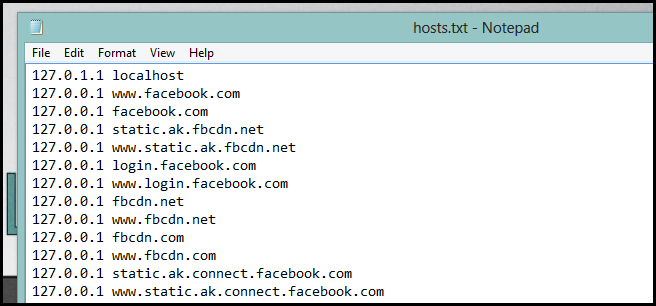 hosts.txt - Notepad
File Edit Format View Help
127.0.1.1 localhost
127.0.0.1 www.facebook.com
127.0.0.1 facebook.com
127.0.0.1 static.ak.fbcdn.net
127.0.0.1 www.static.ak.fbcdn.net
127.0.0.1 login.facebook.com
127.0.0.1 www.login.facebook.com
127.0.0.1 fbcdn.net
127.0.0.1 www.fbcdn.net
127.0.0.1 fbcdn.com
127.0.0.1 www.fbcdn.com
127.0.0.1 static.ak.connect.facebook.com
127.0.0.1 www.static.ak.connect.facebook.com